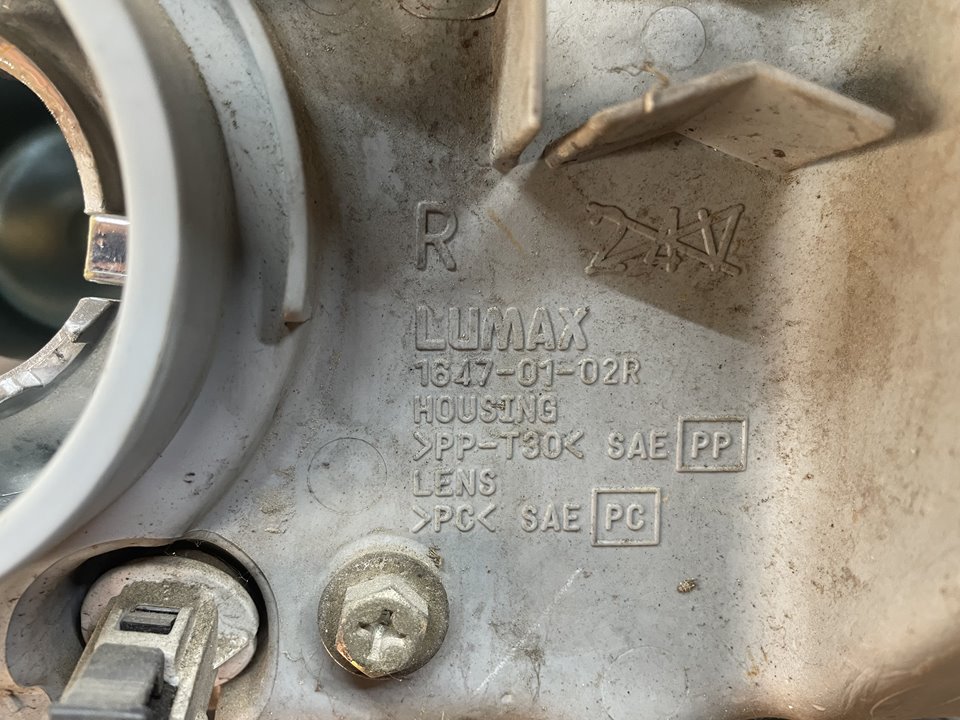 R
LUMAX
1647-01-02R
HOUSING
>PP-T30< SAE PP
LENS
>PC< SAE PC